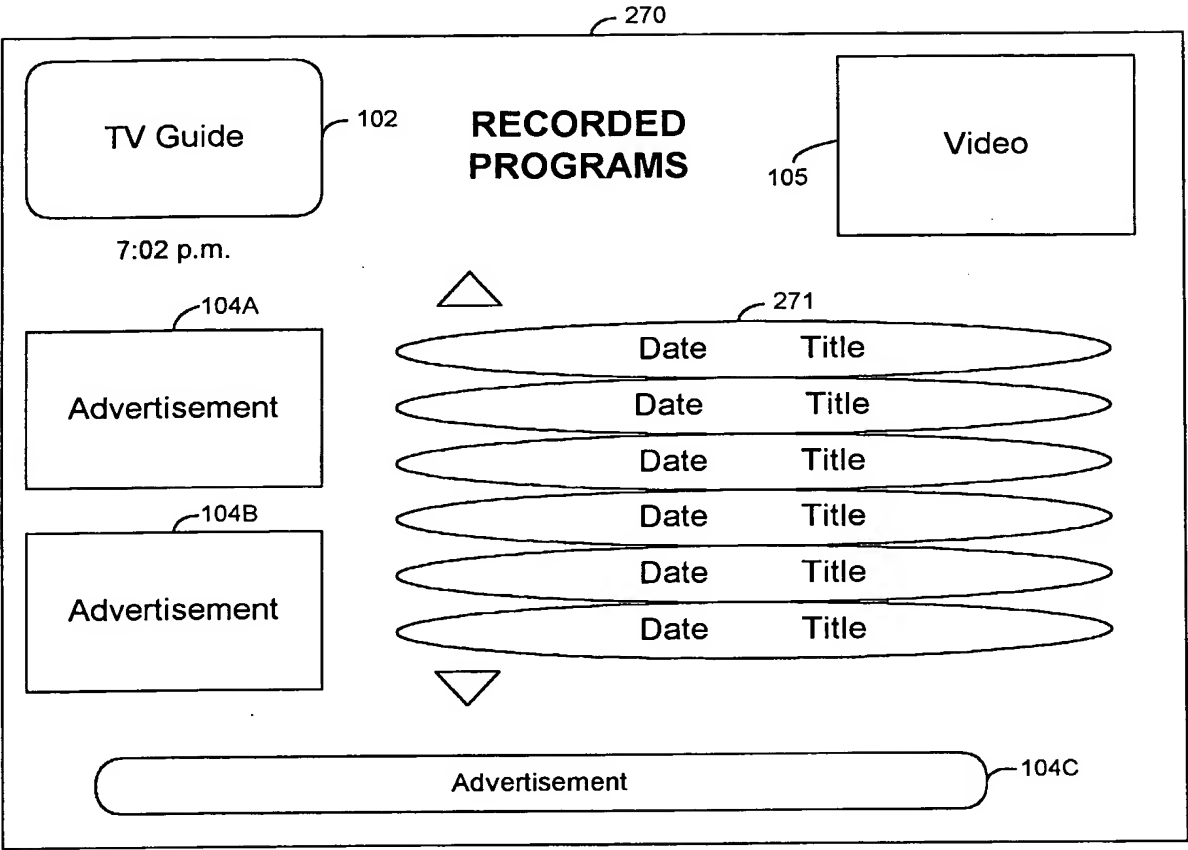 270
TV Guide
102
RECORDED
PROGRAMS
105
Video
7:02 p.m.
104A
Advertisement
104B
Advertisement
271
Date Title
Date Title
Date Title
Date Title
Date Title
Date Title
Advertisement
104C